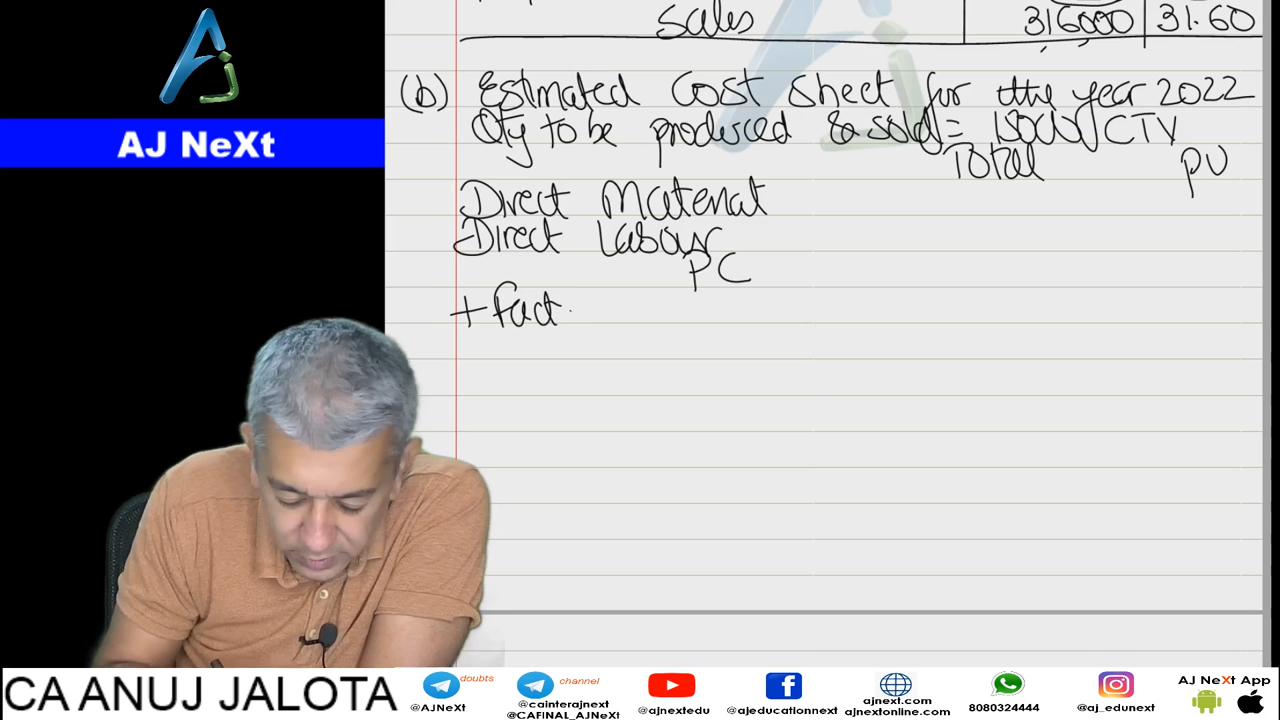 Sales 316000 31.60
(b) Estimated Cost Sheet for the year 2022
Qty to be produced & sold = 15000 CTV
Total PU
Direct Material
Direct Labour
PC
+ fact.
AJ NeXt
CA ANUJ JALOTA
doubts
@AJNeXt
channel
@cainterajnext
@CAFINAL_AJNeXt
@ajnextedu
@ajeducationnext
ajnext.com
ajnextonline.com
8080324444
@aj_edunext
AJ NeXt App